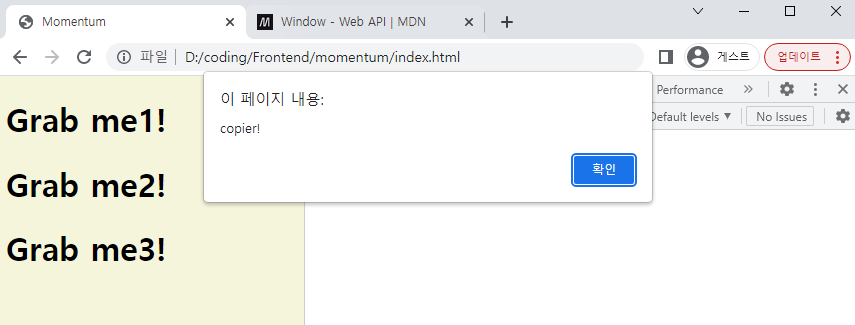 Momentum
Window - Web API | MDN
파일 D:/coding/Frontend/momentum/index.html
게스트
업데이트
이 페이지 내용:
copier!
확인
Performance
Default levels
No Issues
Grab me1!
Grab me2!
Grab me3!